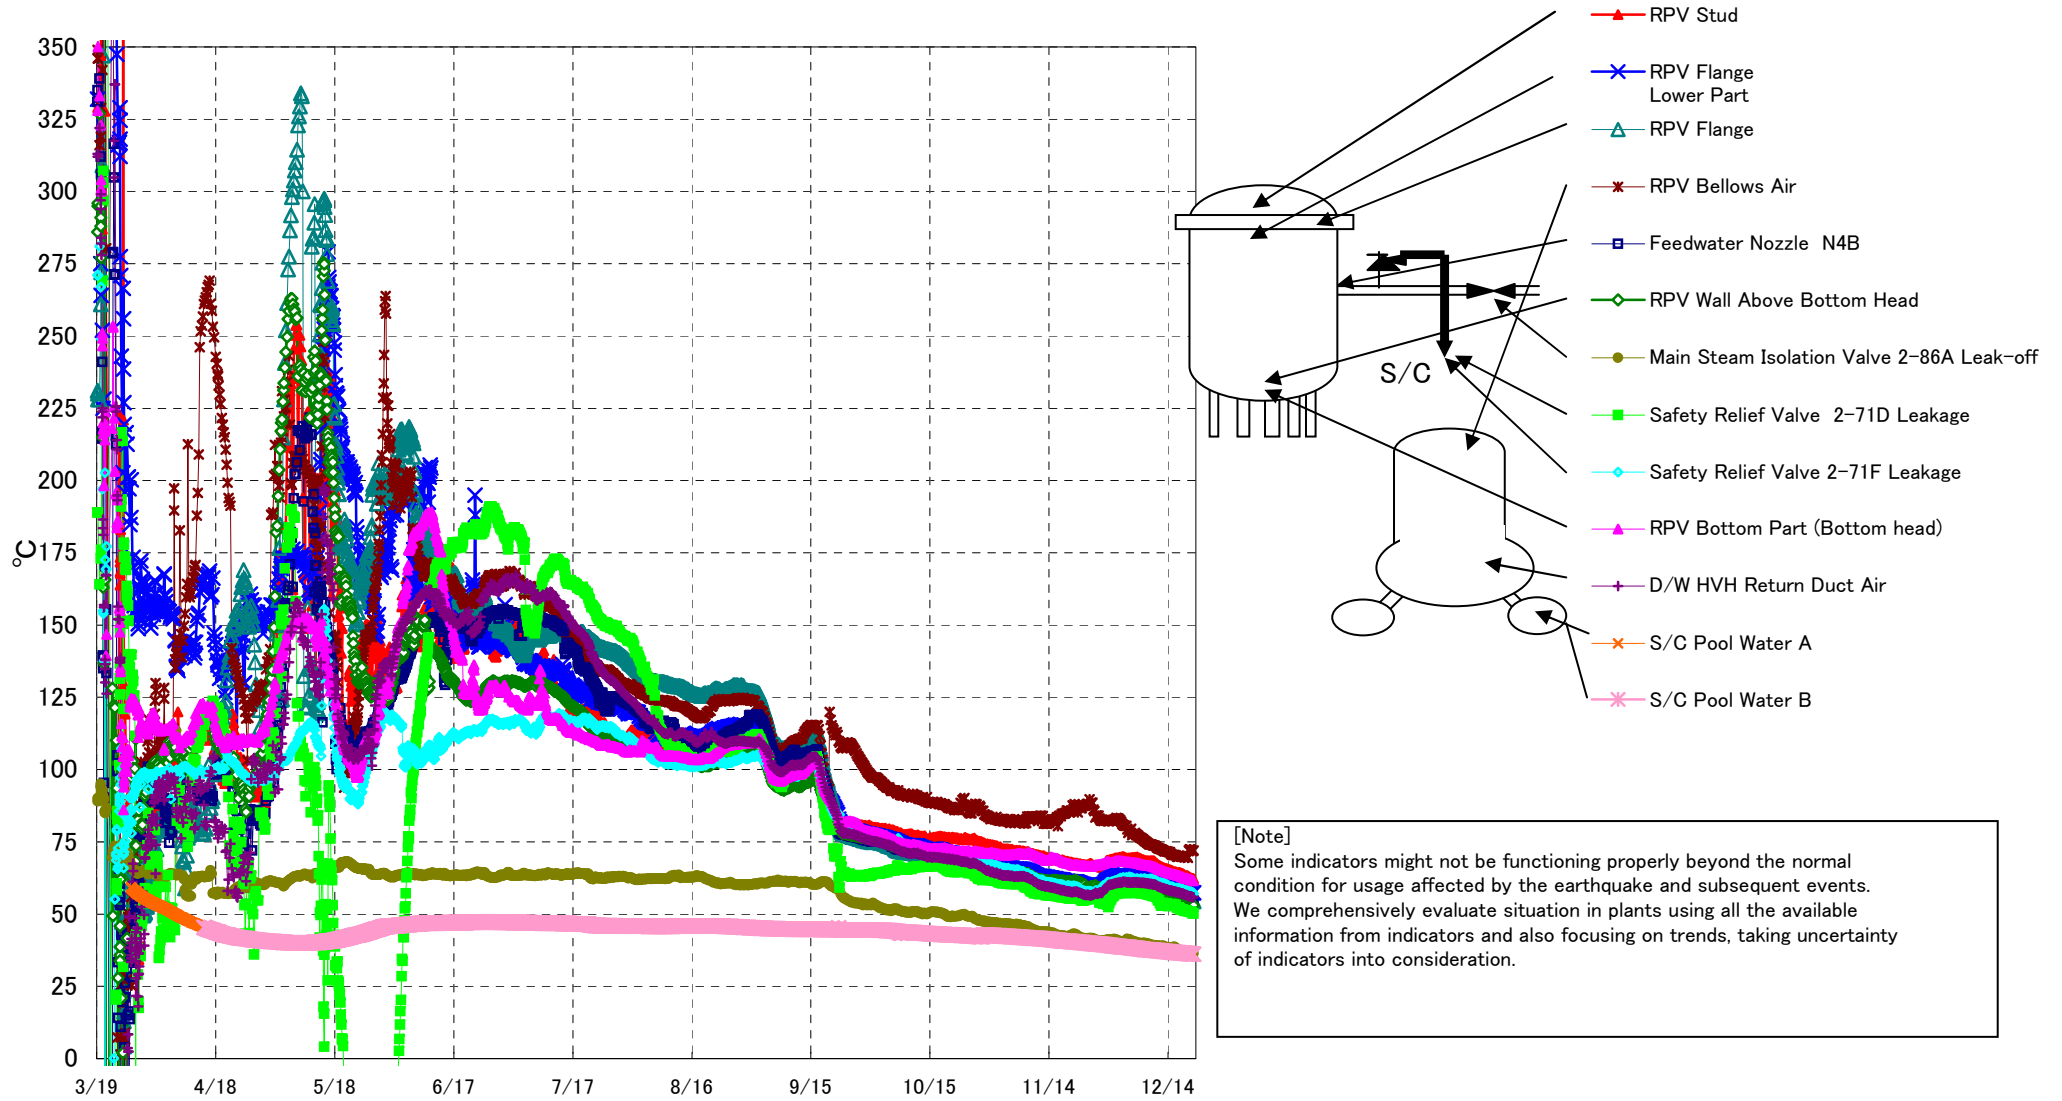 350
325
300
275
250
225
200
175
150
125
100
75
50
25
0
℃
3/19 4/18 5/18 6/17 7/17 8/16 9/15 10/15 11/14 12/14
RPV Stud
RPV Flange
Lower Part
RPV Flange
RPV Bellows Air
Feedwater Nozzle N4B
RPV Wall Above Bottom Head
Main Steam Isolation Valve 2-86A Leak-off
Safety Relief Valve 2-71D Leakage
Safety Relief Valve 2-71F Leakage
RPV Bottom Part (Bottom head)
D/W HVH Return Duct Air
S/C Pool Water A
S/C Pool Water B
S/C
[Note]
Some indicators might not be functioning properly beyond the normal
condition for usage affected by the earthquake and subsequent events.
We comprehensively evaluate situation in plants using all the available
information from indicators and also focusing on trends, taking uncertainty
of indicators into consideration.